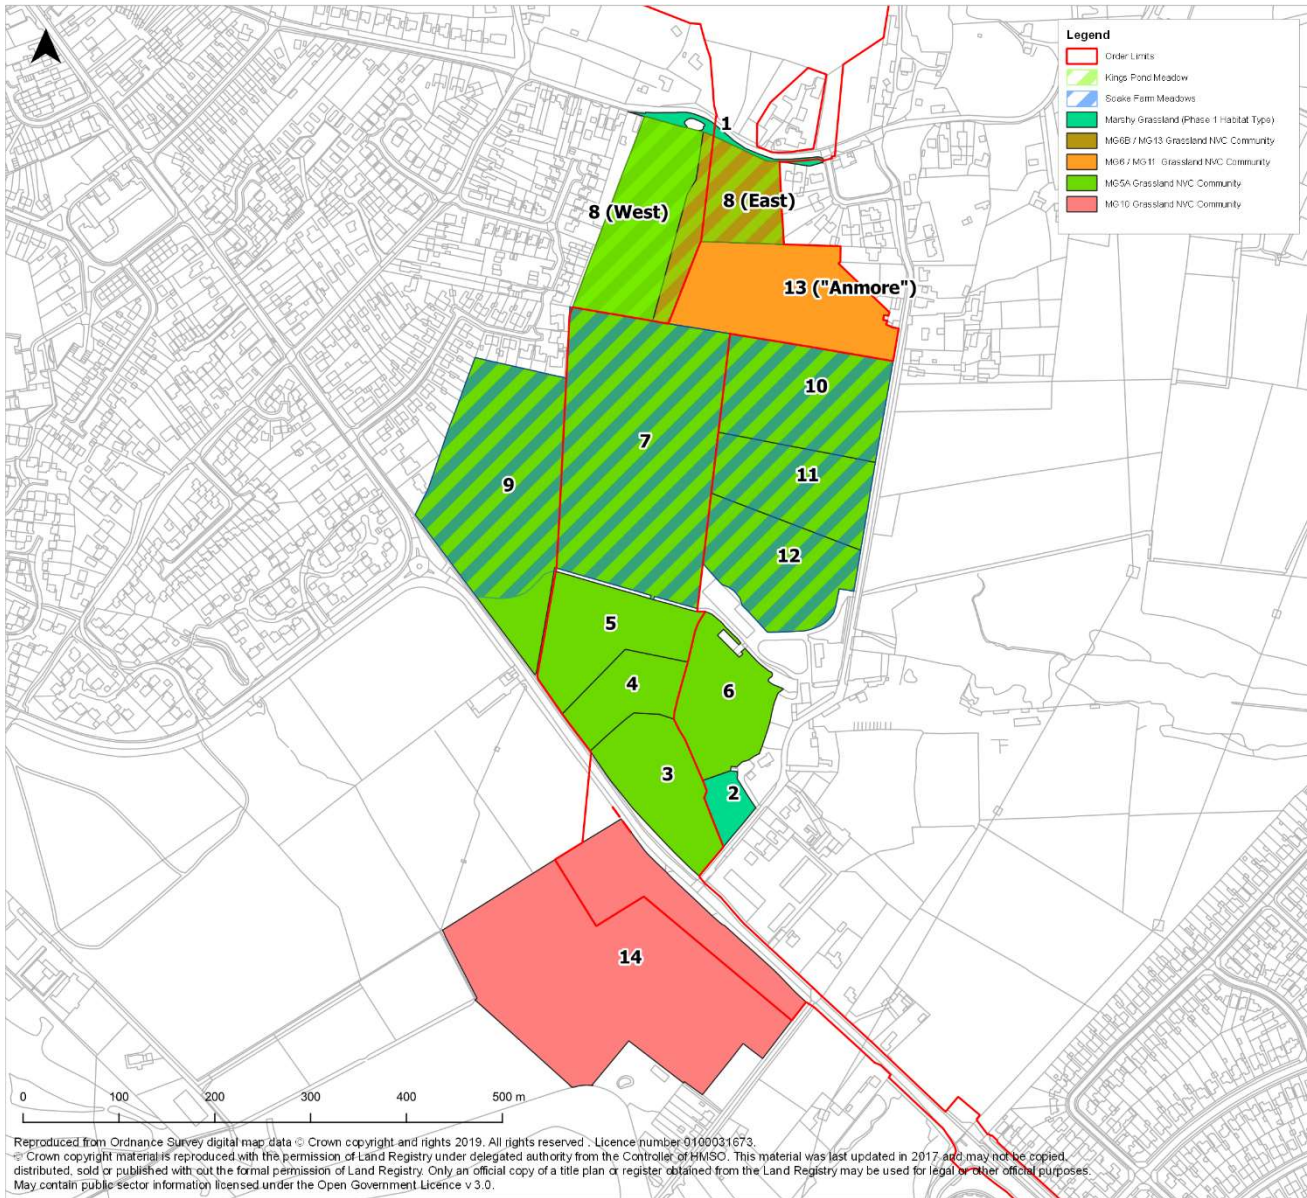 Legend
Order Limits
Kings Pond Meadow
Soake Farm Meadows
Marshy Grassland (Phase 1 Habitat Type)
MG6B / MG13 Grassland NVC Community
MG6 / MG11 Grassland NVC Community
MG5A Grassland NVC Community
MG10 Grassland NVC Community
1
8 (West)
8 (East)
13 ("Anmore")
10
7
11
9
12
5
4
6
3
2
14
0 100 200 300 400 500 m
Reproduced from Ordnance Survey digital map data © Crown copyright and rights 2019. All rights reserved . Licence number 0100031673.
© Crown copyright material is reproduced with the permission of Land Registry under delegated authority from the Controller of HMSO. This material was last updated in 2017 and may not be copied,
distributed, sold or published with out the formal permission of Land Registry. Only an official copy of a title plan or register obtained from the Land Registry may be used for legal or other official purposes.
May contain public sector information licensed under the Open Government Licence v 3.0.